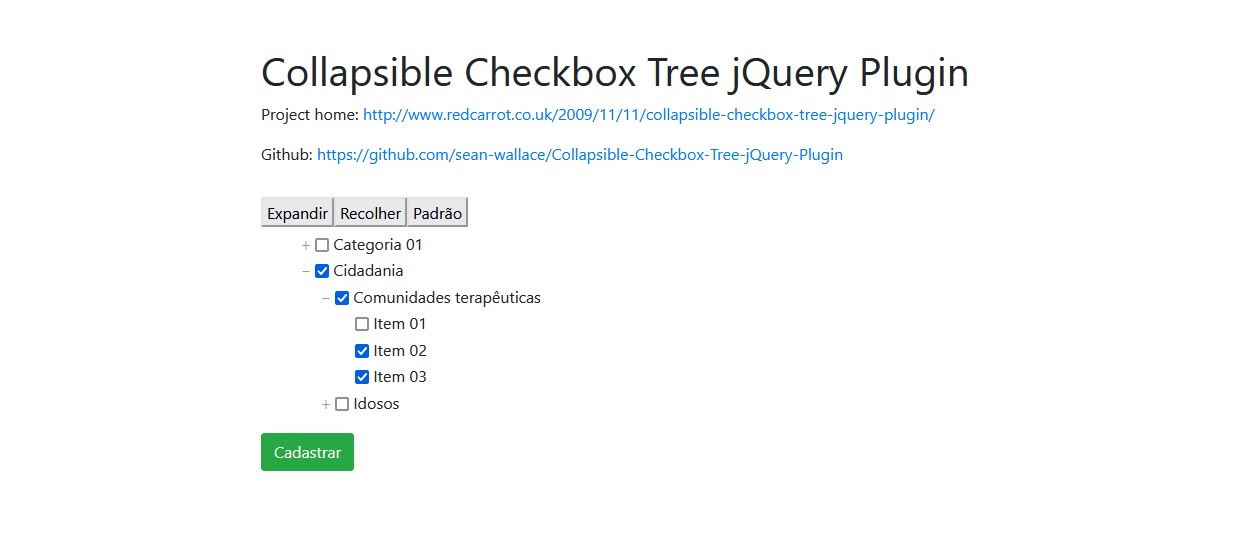 Collapsible Checkbox Tree jQuery Plugin
Project home: http://www.redcarrot.co.uk/2009/11/11/collapsible-checkbox-tree-jquery-plugin/
Github: https://github.com/sean-wallace/Collapsible-Checkbox-Tree-jQuery-Plugin
Expandir Recolher Padrão
+ Categoria 01
− Cidadania
− Comunidades terapêuticas
Item 01
Item 02
Item 03
+ Idosos
Cadastrar